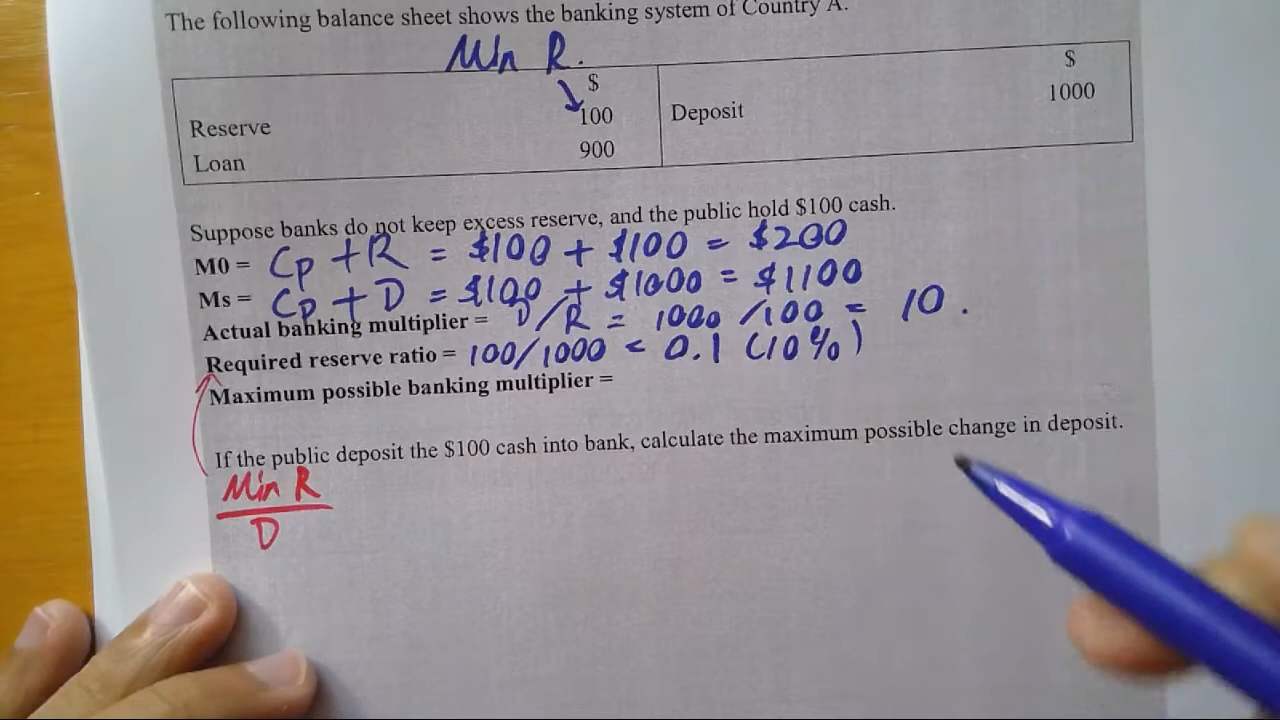 The following balance sheet shows the banking system of Country A.
Min R.
$ $
Reserve 100 Deposit 1000
Loan 900
Suppose banks do not keep excess reserve, and the public hold $100 cash.
M0 = Cp + R = $100 + $100 = $200
Ms = Cp + D = $100 + $1000 = $1100
Actual banking multiplier = D/R = 1000/100 = 10.
Required reserve ratio = 100/1000 = 0.1 (10%)
Maximum possible banking multiplier =
If the public deposit the $100 cash into bank, calculate the maximum possible change in deposit.
Min R
D